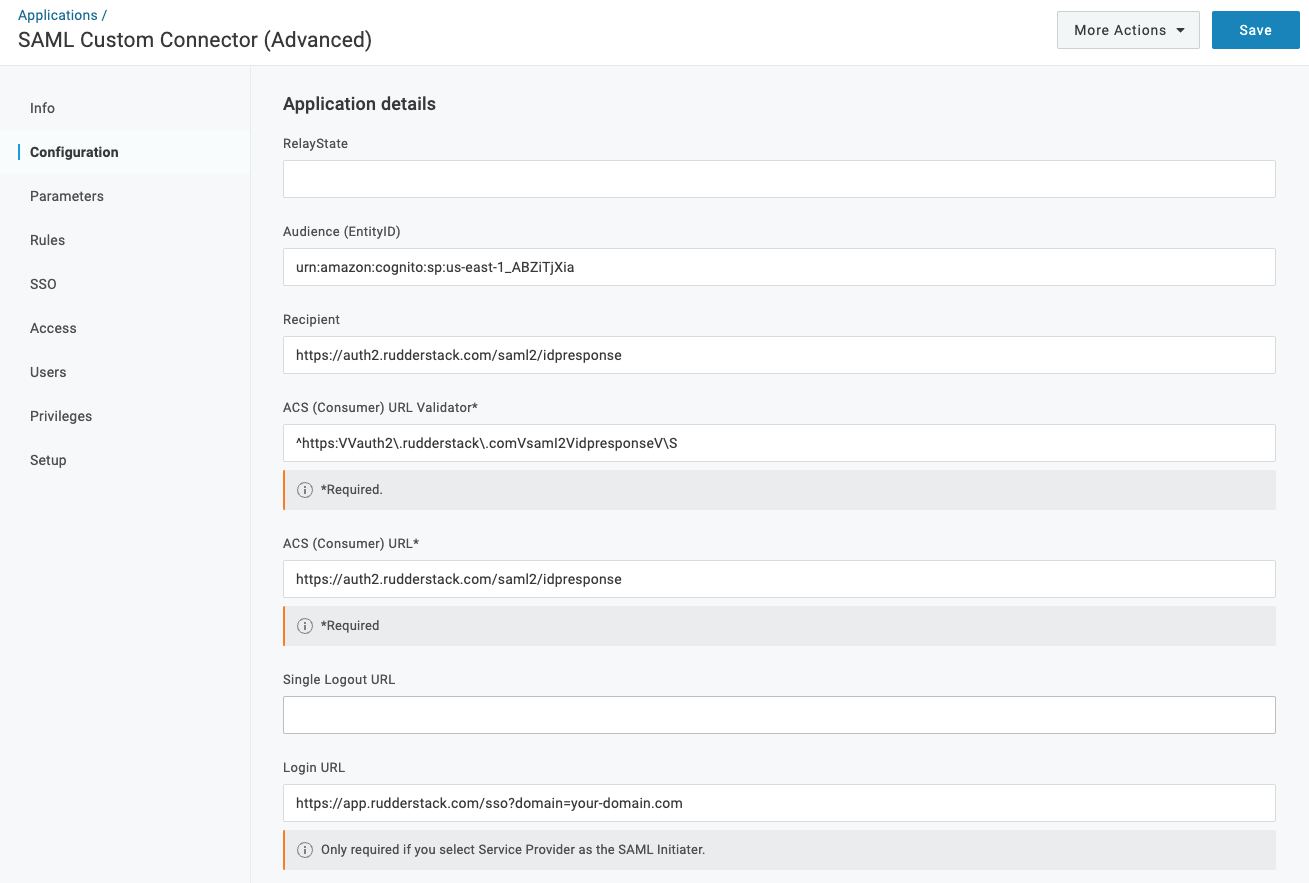 Applications /
SAML Custom Connector (Advanced)
More Actions
Save
Info
Configuration
Parameters
Rules
SSO
Access
Users
Privileges
Setup
Application details
RelayState
Audience (EntityID)
urn:amazon:cognito:sp:us-east-1_ABZiTjXia
Recipient
https://auth2.rudderstack.com/saml2/idpresponse
ACS (Consumer) URL Validator*
^https:VVauth2\.rudderstack\.comVsaml2VidpresponseV\S
*Required.
ACS (Consumer) URL*
https://auth2.rudderstack.com/saml2/idpresponse
*Required
Single Logout URL
Login URL
https://app.rudderstack.com/sso?domain=your-domain.com
Only required if you select Service Provider as the SAML Initiater.